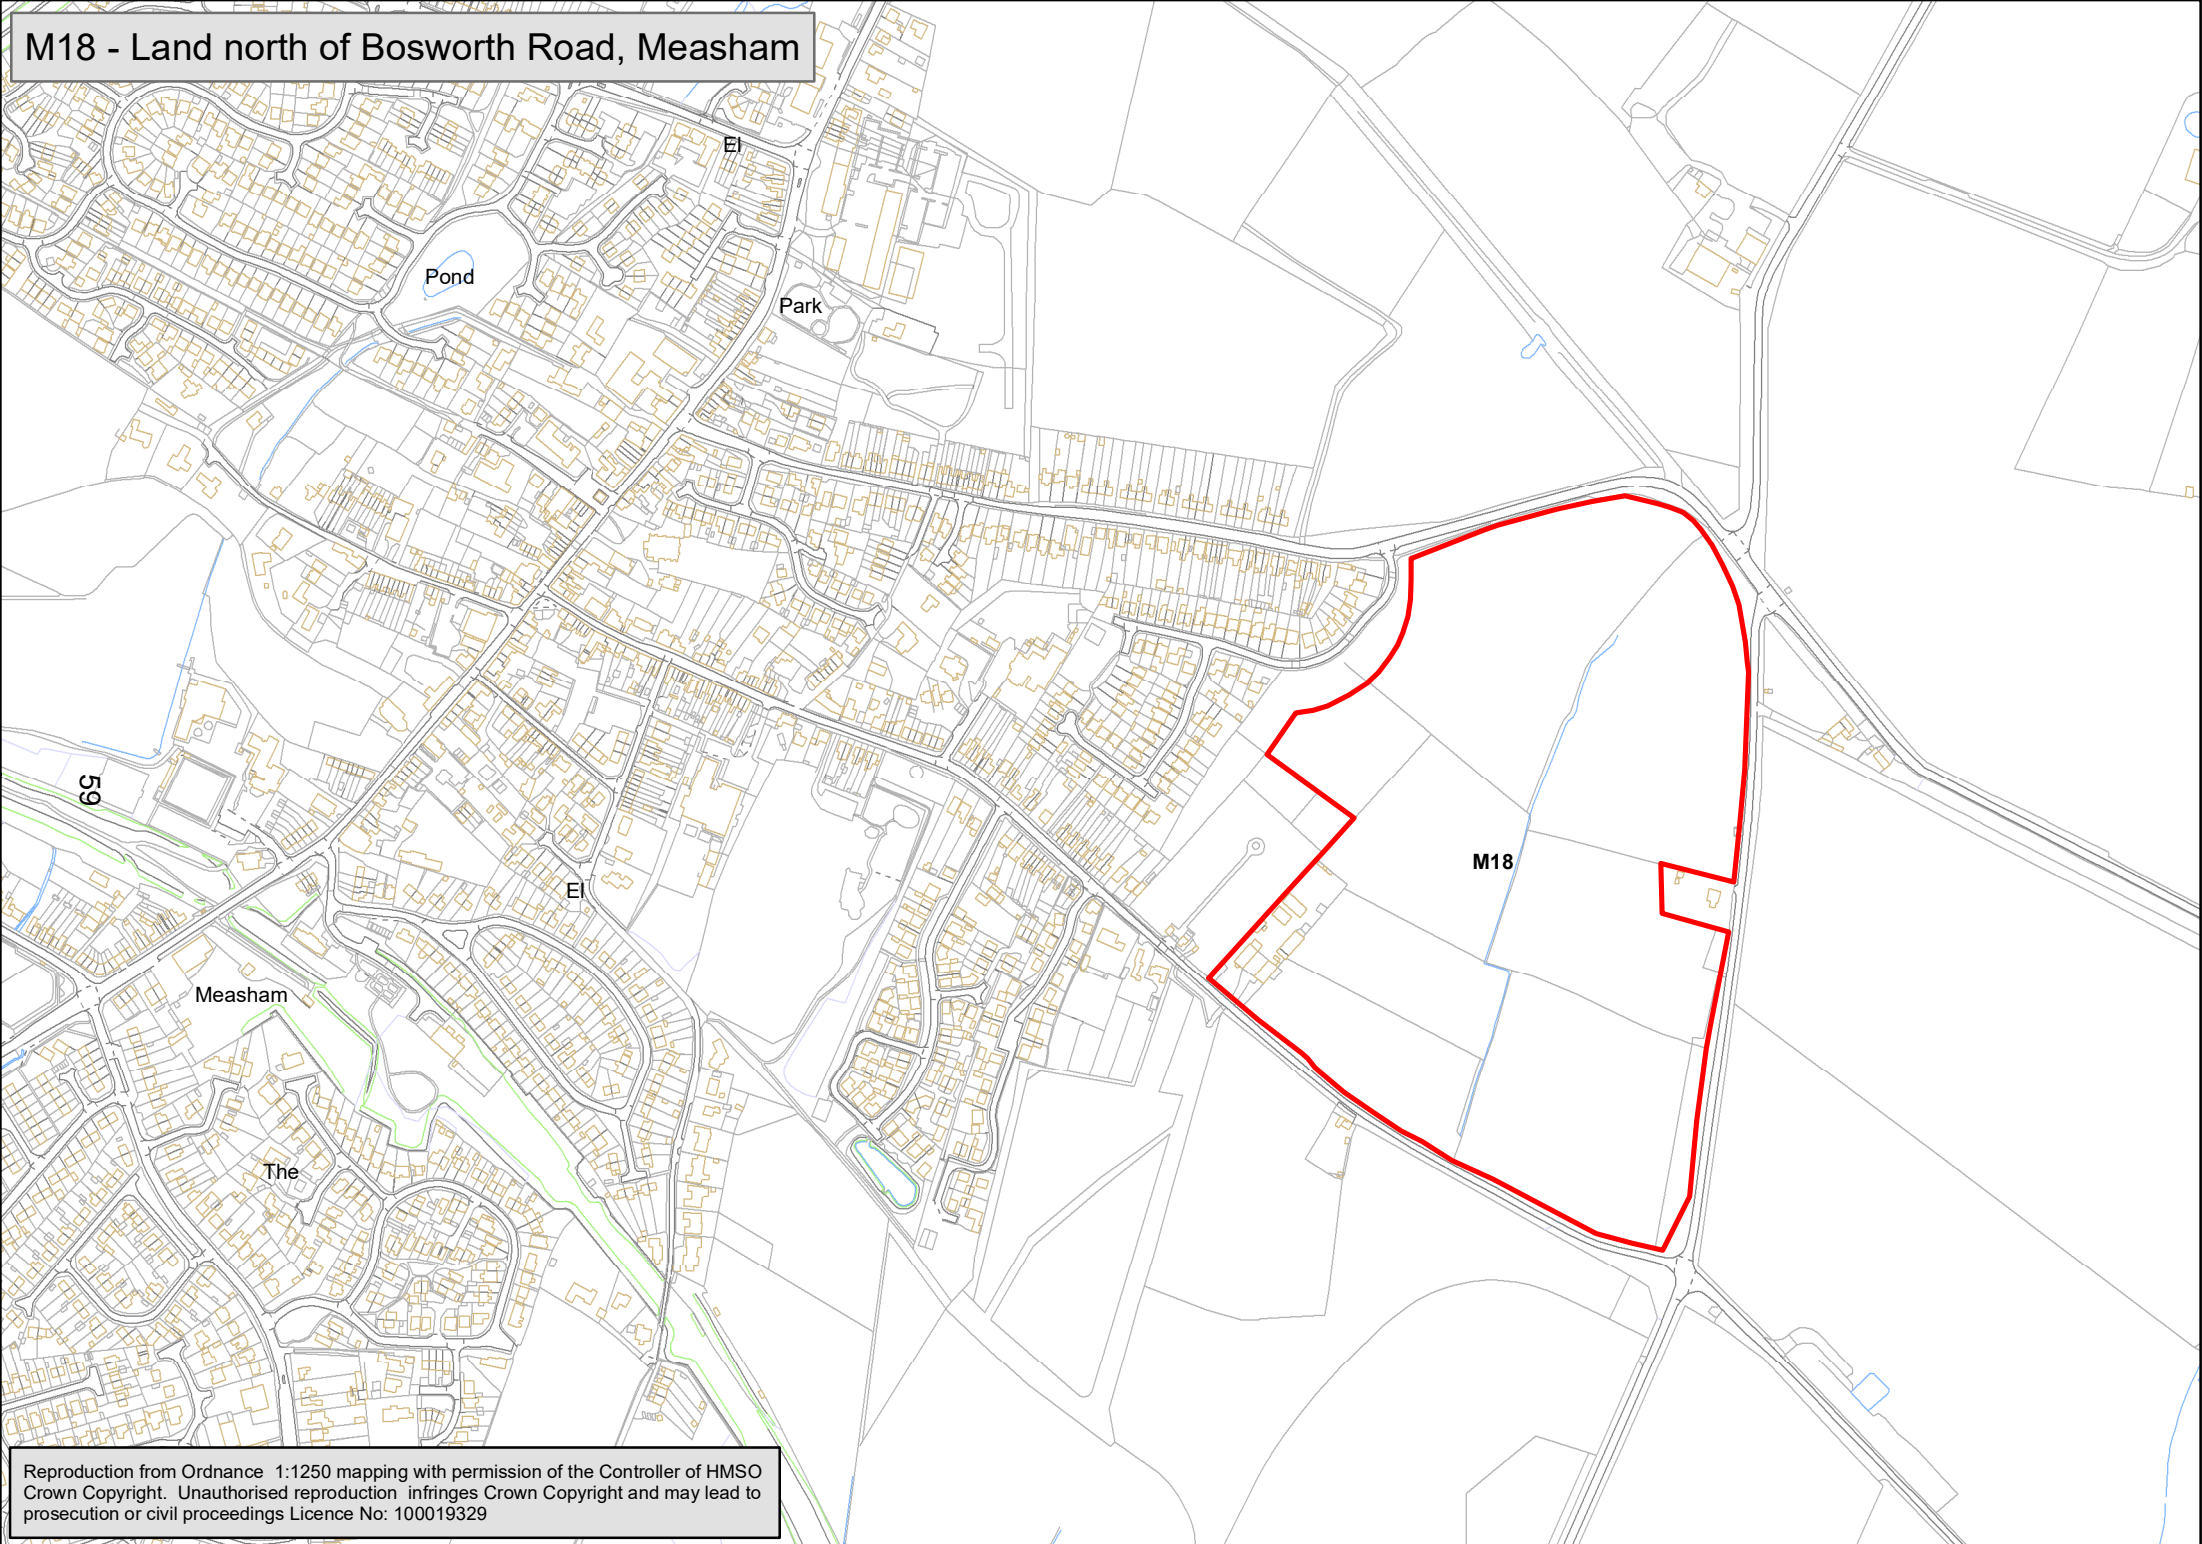 M18 - Land north of Bosworth Road, Measham
El
Pond
Park
59
M18
El
Measham
The
Reproduction from Ordnance 1:1250 mapping with permission of the Controller of HMSO
Crown Copyright. Unauthorised reproduction infringes Crown Copyright and may lead to
prosecution or civil proceedings Licence No: 100019329